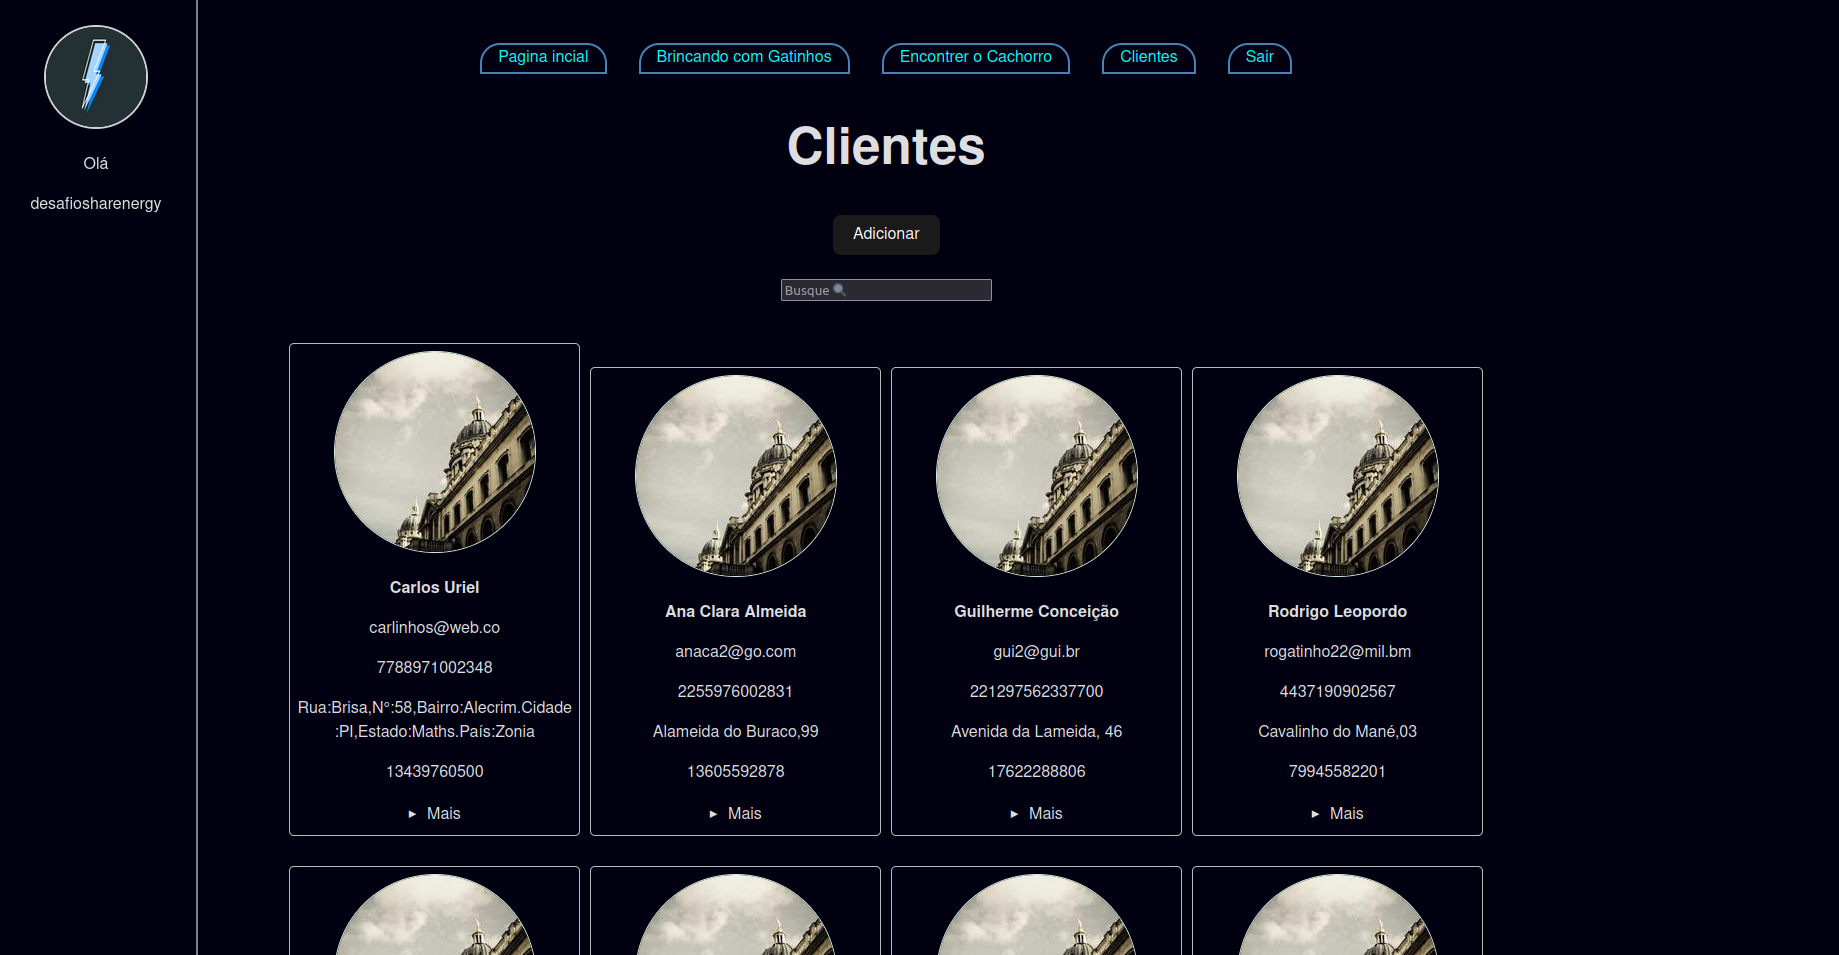 Olá
desafiosharenergy
Pagina incial
Brincando com Gatinhos
Encontrer o Cachorro
Clientes
Sair
Clientes
Adicionar
Busque 🔍
Carlos Uriel
carlinhos@web.co
7788971002348
Rua:Brisa,N°:58,Bairro:Alecrim.Cidade
:PI,Estado:Maths.País:Zonia
13439760500
► Mais
Ana Clara Almeida
anaca2@go.com
2255976002831
Alameida do Buraco,99
13605592878
► Mais
Guilherme Conceição
gui2@gui.br
221297562337700
Avenida da Lameida, 46
17622288806
► Mais
Rodrigo Leopordo
rogatinho22@mil.bm
4437190902567
Cavalinho do Mané,03
79945582201
► Mais